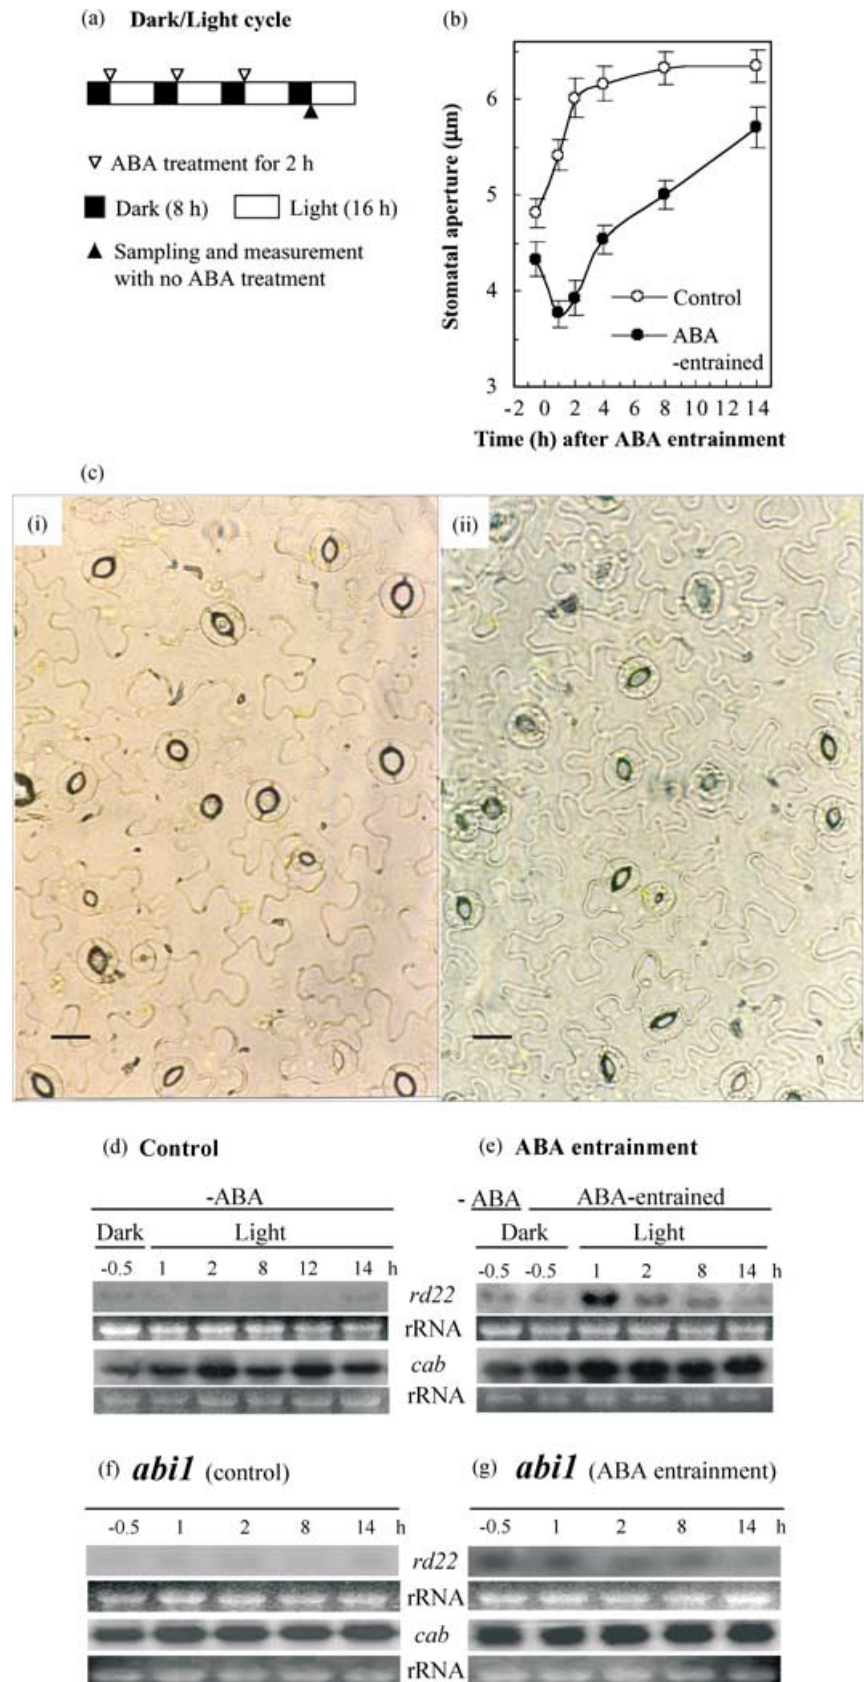 (a) Dark/Light cycle
ABA treatment for 2 h
Dark (8 h) Light (16 h)
Sampling and measurement
with no ABA treatment
(b)
Stomatal aperture (µm)
6
5
4
3
Control
ABA
-entrained
-2 0 2 4 6 8 10 12 14
Time (h) after ABA entrainment
(c)
(i) (ii)
(d) Control
-ABA
Dark Light
-0.5 1 2 8 12 14 h
(e) ABA entrainment
- ABA ABA-entrained
Dark Light
-0.5 -0.5 1 2 8 14 h
rd22
rRNA
cab
rRNA
(f) abi1 (control)
-0.5 1 2 8 14 h
(g) abi1 (ABA entrainment)
-0.5 1 2 8 14 h
rd22
rRNA
cab
rRNA